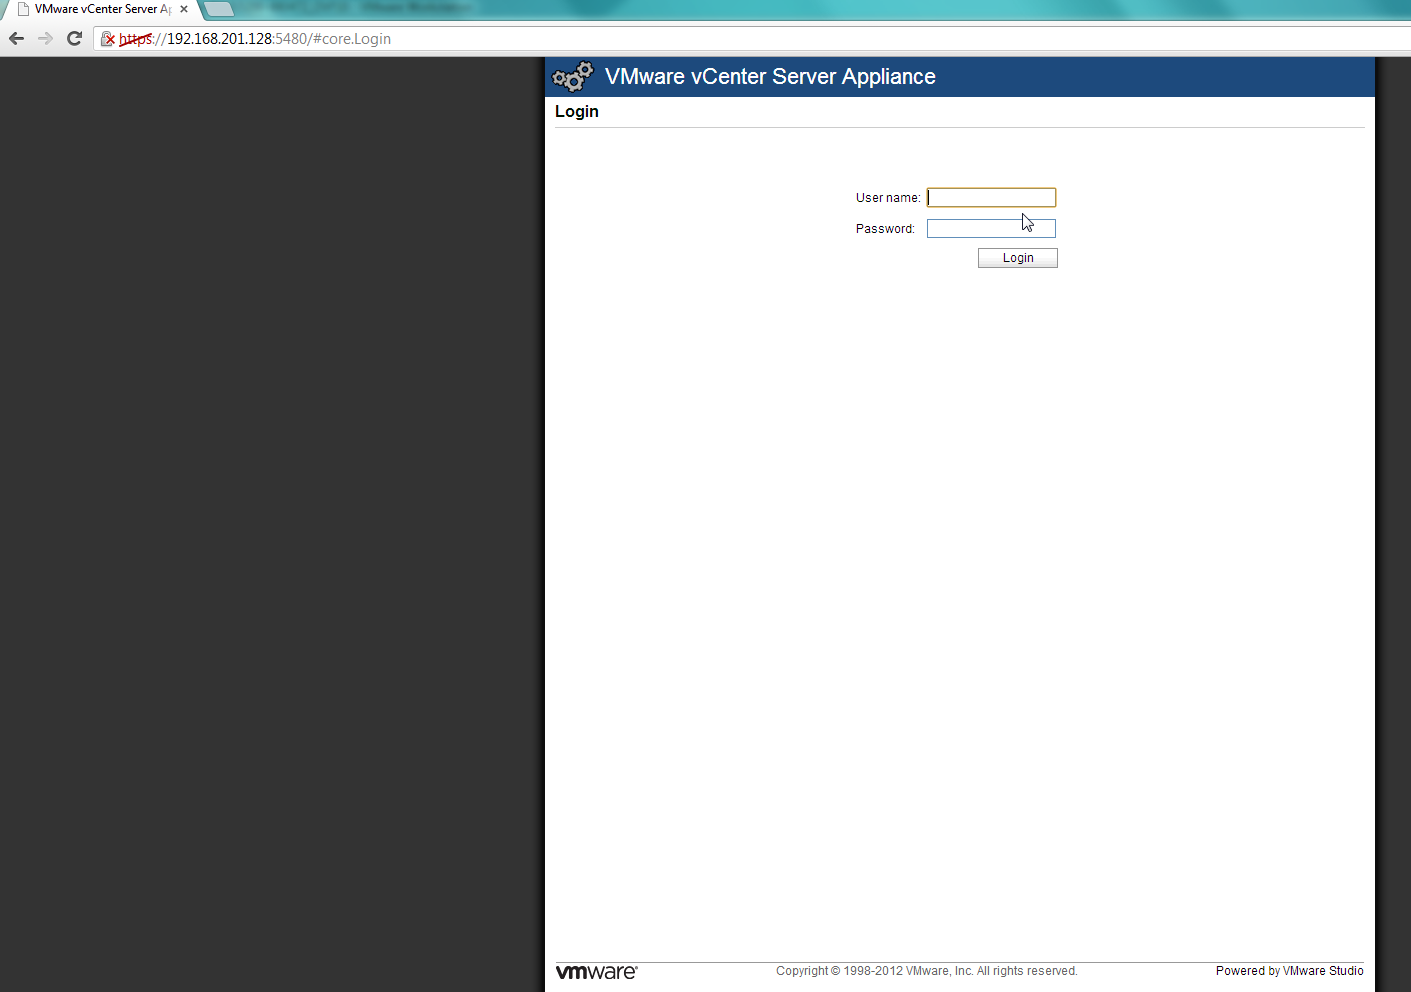 VMware vCenter Server Ap
https://192.168.201.128:5480/#core.Login
VMware vCenter Server Appliance
Login
User name:
Password:
Login
vmware
Copyright © 1998-2012 VMware, Inc. All rights reserved.
Powered by VMware Studio